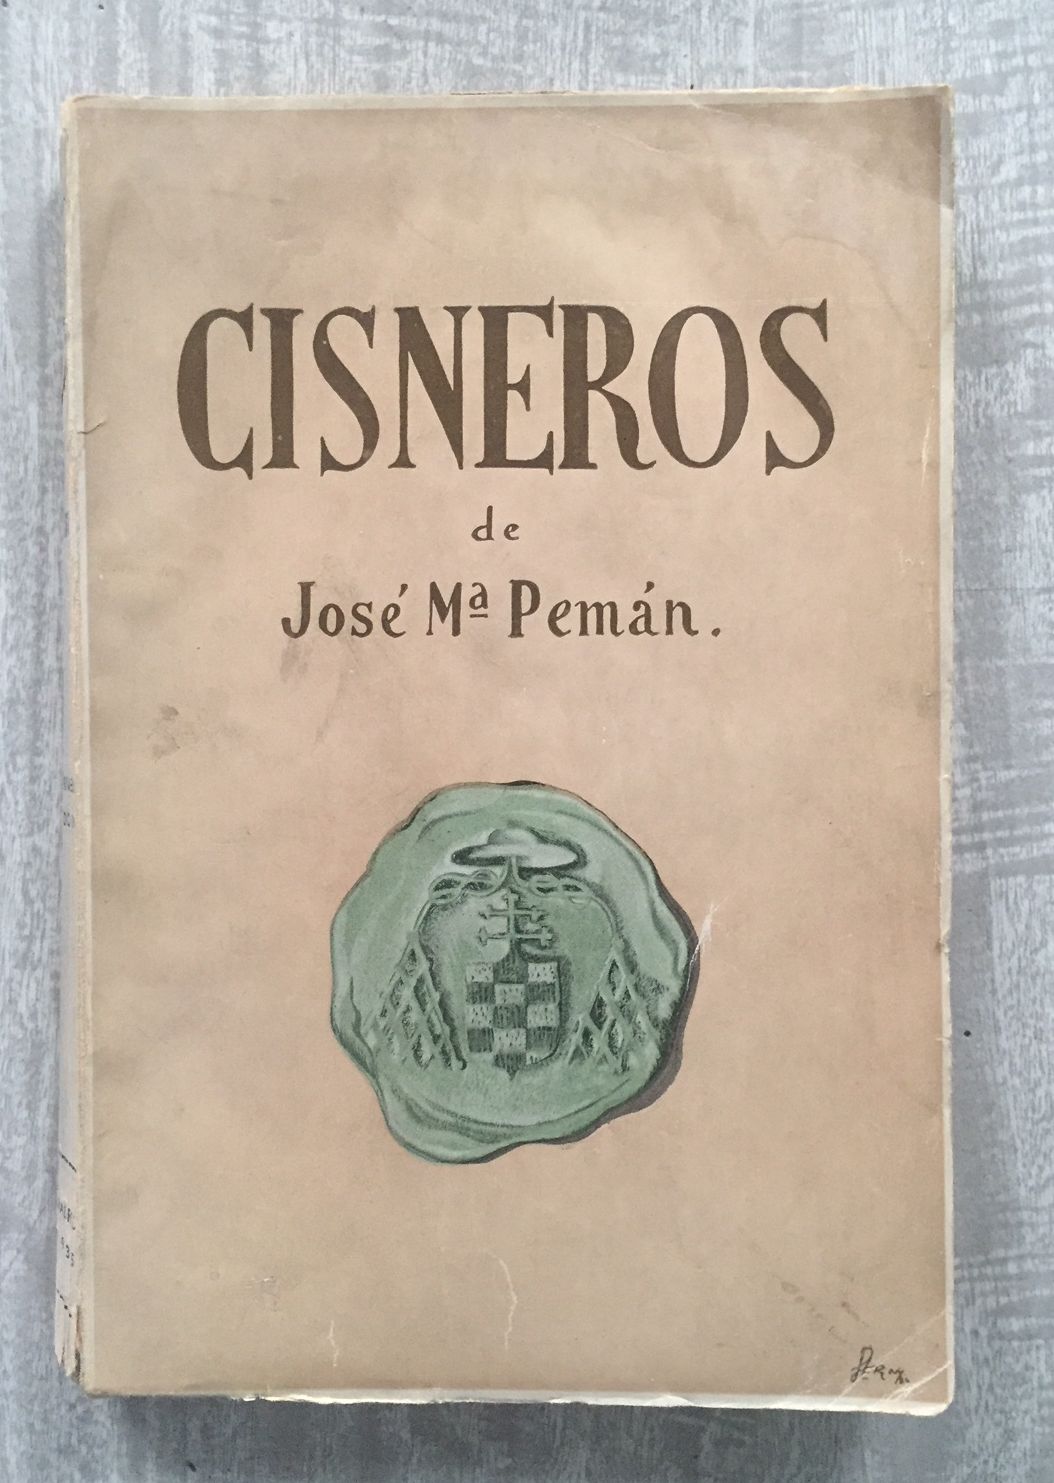 CISNEROS
de
José Mª Pemán.